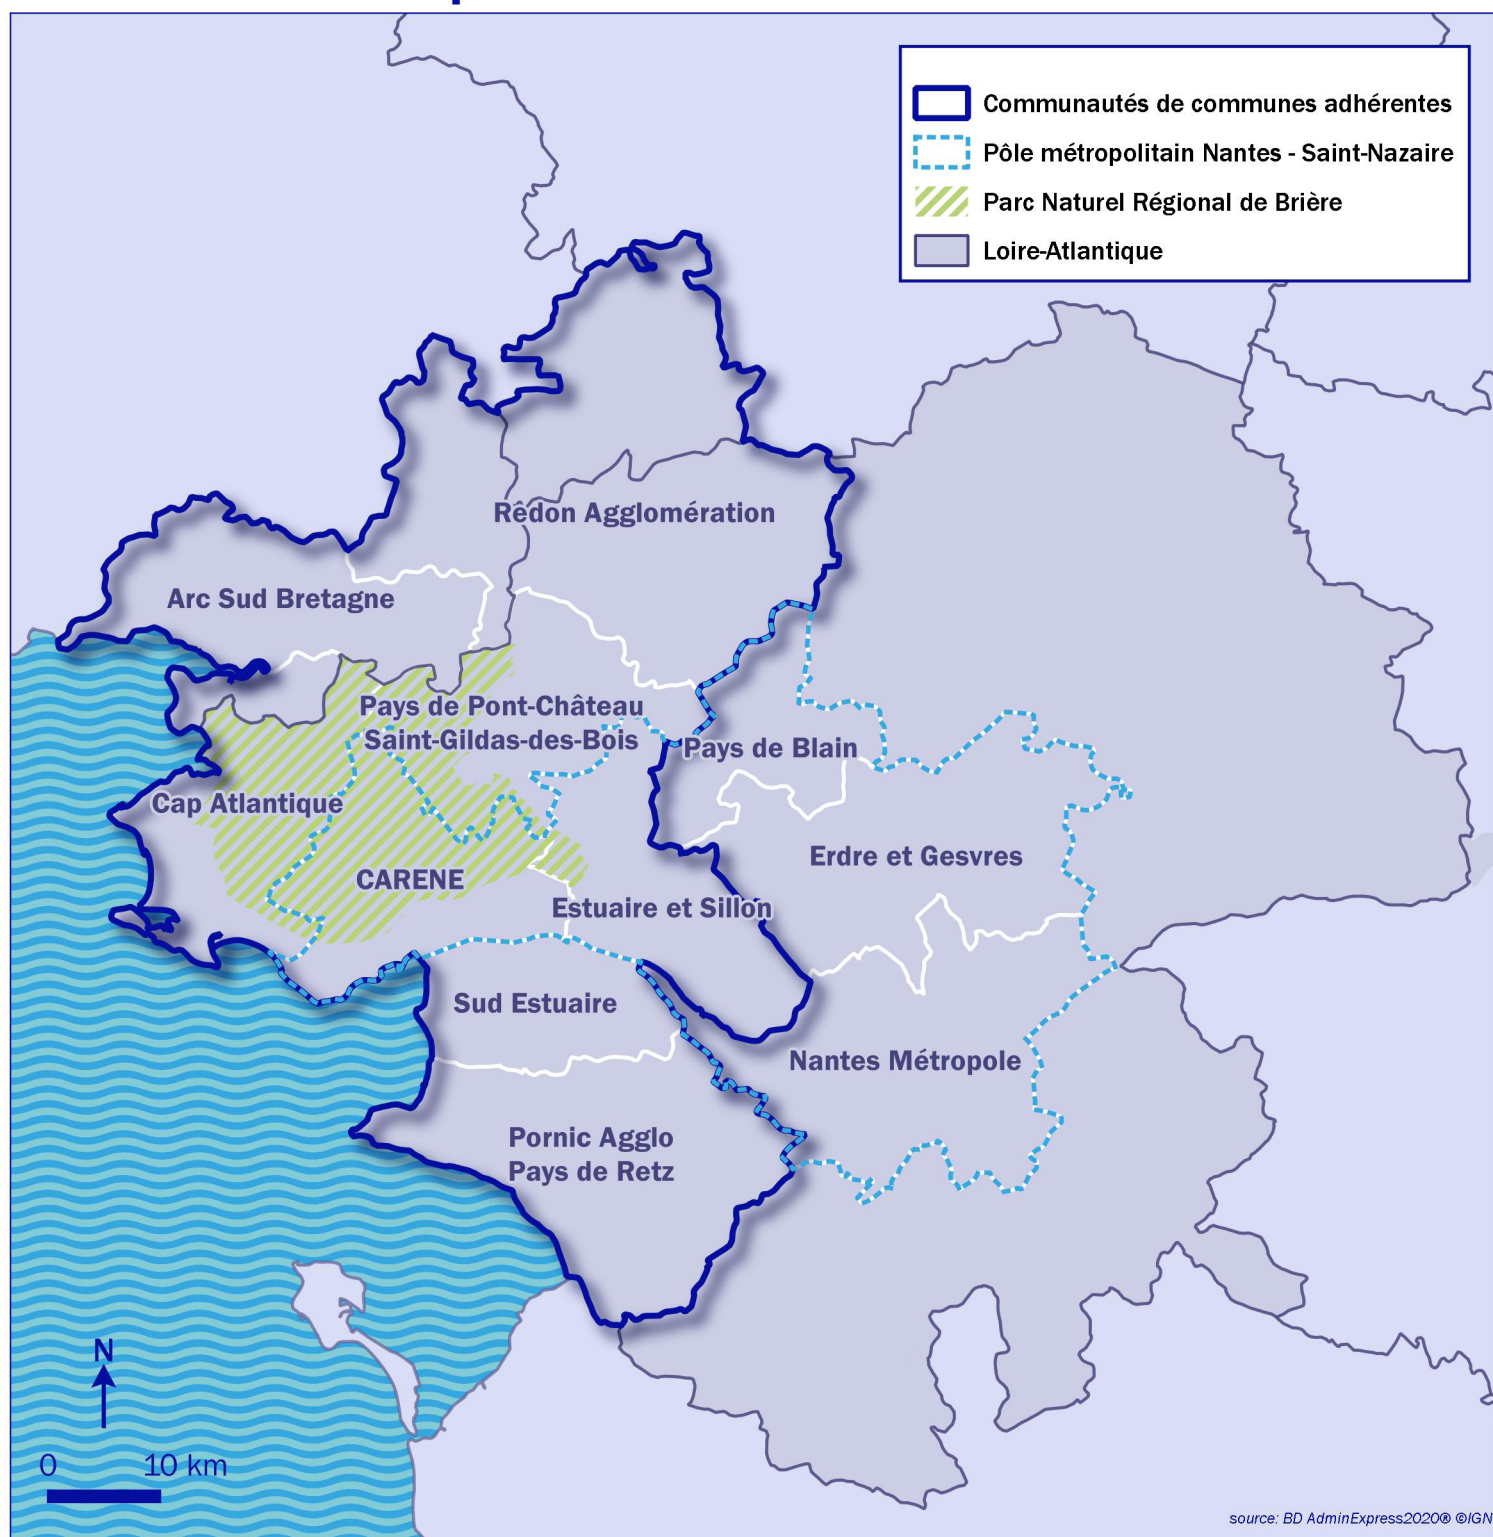 Communautés de communes adhérentes
Pôle métropolitain Nantes - Saint-Nazaire
Parc Naturel Régional de Brière
Loire-Atlantique
Redon Agglomération
Arc Sud Bretagne
Pays de Pont-Château
Saint-Gildas-des-Bois
Pays de Blain
Cap Atlantique
Erdre et Gesvres
CARENE
Estuaire et Sillon
Sud Estuaire
Nantes Métropole
Pornic Agglo
Pays de Retz
N
0 10 km
source: BD AdminExpress2020® ©IGN